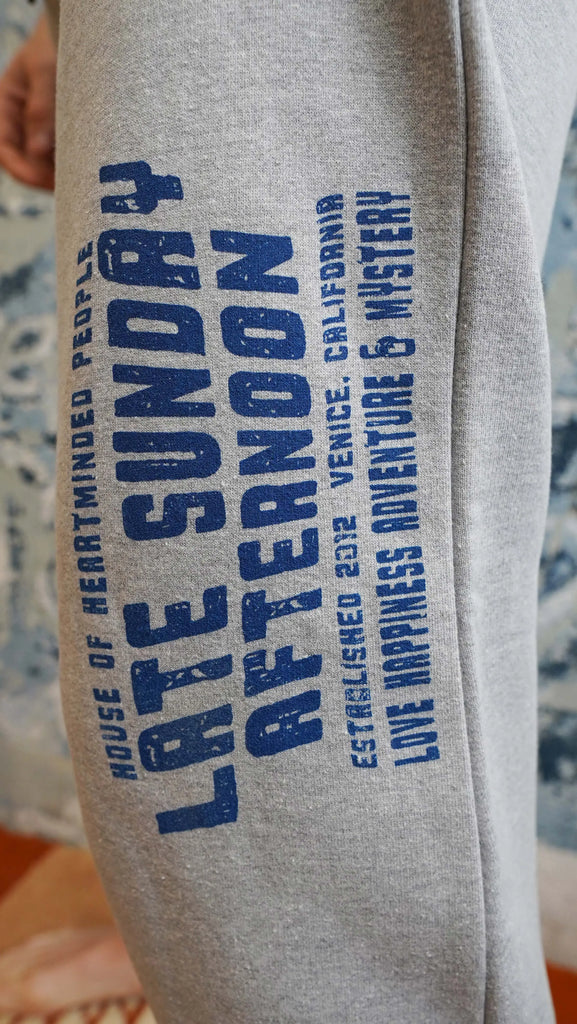 HOUSE OF HEARTMINDED PEOPLE
LATE SUNDAY
AFTERNOON
ESTABLISHED 2012 VENICE. CALIFORNIA
LOVE HAPPINESS ADVENTURE & MYSTERY